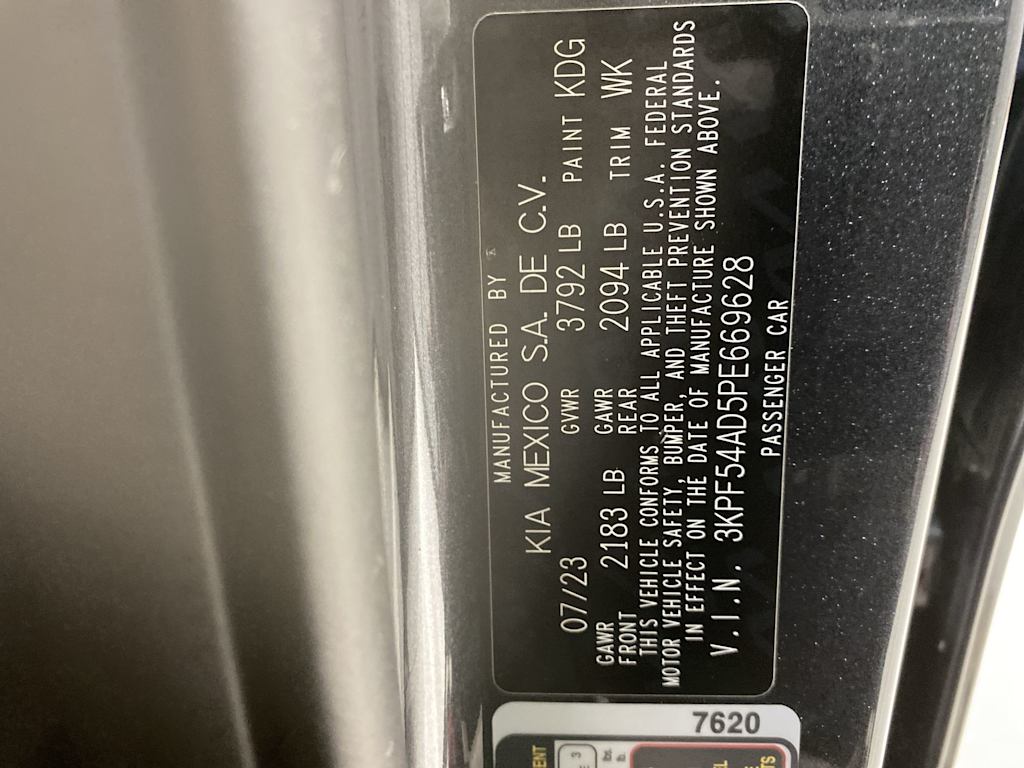 MANUFACTURED BY
KIA MEXICO S.A. DE C.V.
07/23 GVWR 3792 LB PAINT KDG
GAWR FRONT 2183 LB GAWR REAR 2094 LB TRIM WK
THIS VEHICLE CONFORMS TO ALL APPLICABLE U.S.A. FEDERAL
MOTOR VEHICLE SAFETY, BUMPER, AND THEFT PREVENTION STANDARDS
IN EFFECT ON THE DATE OF MANUFACTURE SHOWN ABOVE.
V.I.N. 3KPF54AD5PE669628
PASSENGER CAR
7620